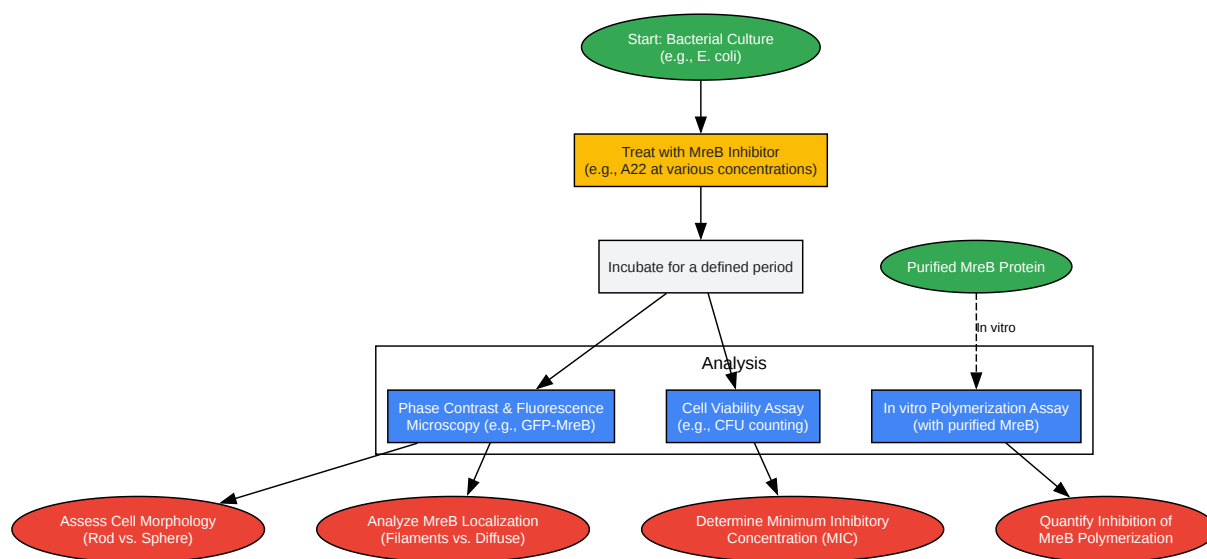 Start: Bacterial Culture
(e.g., E. coli)
Treat with MreB Inhibitor
(e.g., A22 at various concentrations)
Incubate for a defined period
Purified MreB Protein
In vitro
Analysis
Phase Contrast & Fluorescence
Microscopy (e.g., GFP-MreB)
Cell Viability Assay
(e.g., CFU counting)
In vitro Polymerization Assay
(with purified MreB)
Assess Cell Morphology
(Rod vs. Sphere)
Analyze MreB Localization
(Filaments vs. Diffuse)
Determine Minimum Inhibitory
Concentration (MIC)
Quantify Inhibition of
MreB Polymerization